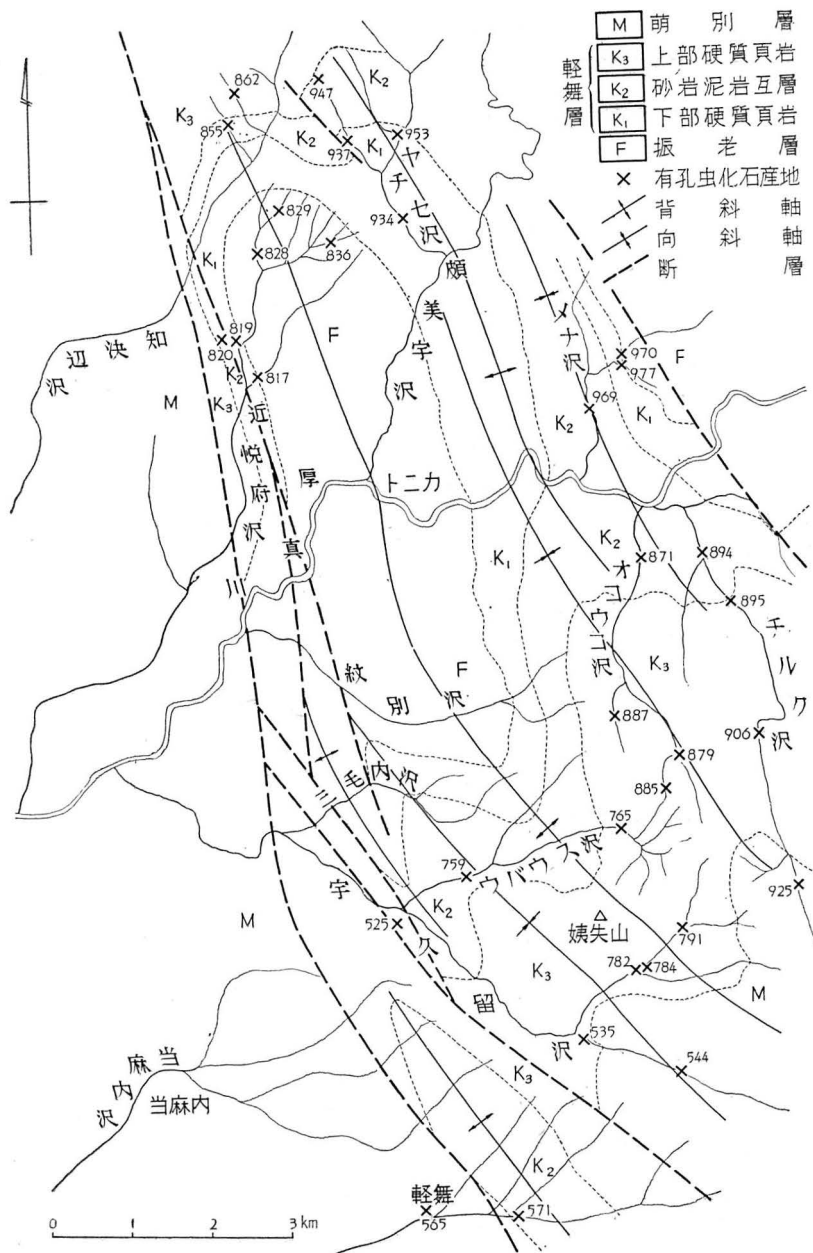 M 萌別層
軽舞層
K₃ 上部硬質頁岩
K₂ 砂岩泥岩互層
K₁ 下部硬質頁岩
F 振老層
× 有孔虫化石産地
背斜軸
向斜軸
断層
862
947
K₂
K₃
855
K₂
937
K₁
953
ヤチセ沢
829
934
828
836
K₁
頗美宇沢
メナ沢
819
820
F
970
977
F
知決辺沢
K₂
817
M
K₃
969
K₂
K₁
近悦府沢
厚真川
トニカ
K₁
K₂
871
894
オコウコ沢
895
チルク沢
紋別沢
F
K₃
887
906
879
三毛内沢
885
765
759
ウバウス沢
宇久留沢
K₂
525
925
M
姨失山
791
K₃
782
784
M
535
544
当麻内沢
当麻内
K₃
K₂
軽舞
565
571
0 1 2 3 km